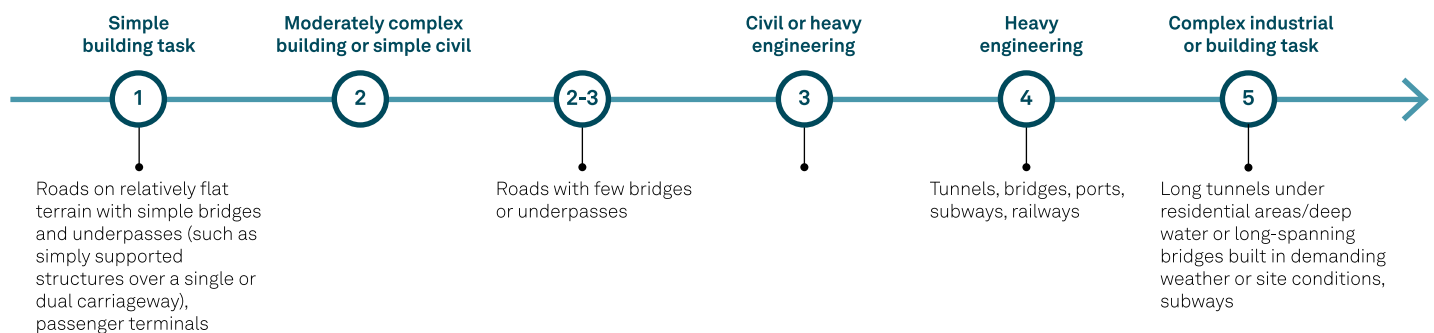 Simple
building task
Moderately complex
building or simple civil
Civil or heavy
engineering
Heavy
engineering
Complex industrial
or building task
1
2
2-3
3
4
5
Roads on relatively flat
terrain with simple bridges
and underpasses (such as
simply supported
structures over a single or
dual carriageway),
passenger terminals
Roads with few bridges
or underpasses
Tunnels, bridges, ports,
subways, railways
Long tunnels under
residential areas/deep
water or long-spanning
bridges built in demanding
weather or site conditions,
subways